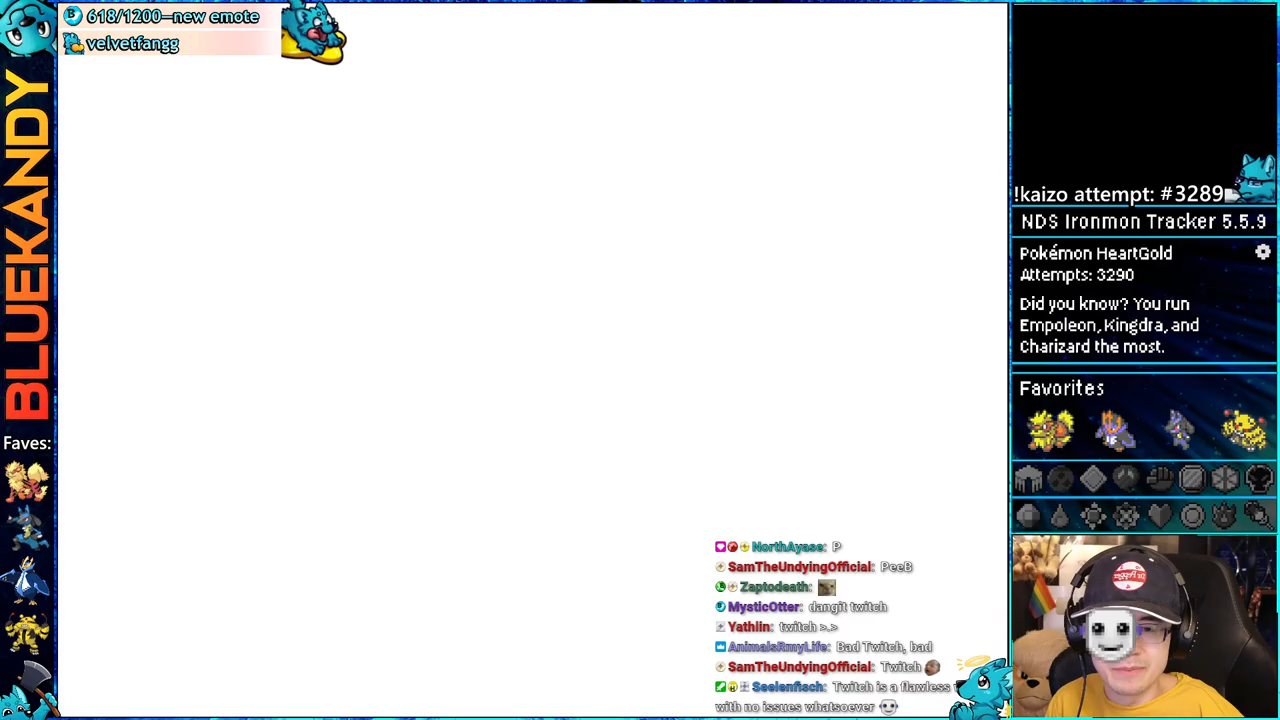 618/1200—new emote
velvetfangg
BLUEKANDY
Faves:
!kaizo attempt: #3289
NDS Ironmon Tracker 5.5.9
Pokémon HeartGold
Attempts: 3290
Did you know? You run
Empoleon, Kingdra, and
Charizard the most.
Favorites
NorthAyase: P
SamTheUndyingOfficial: PeeB
Zaptodeath:
MysticOtter: dangit twitch
Yathlin: twitch >.>
AnimalsRmyLife: Bad Twitch, bad
SamTheUndyingOfficial: Twitch
Seelenfisch: Twitch is a flawless
with no issues whatsoever